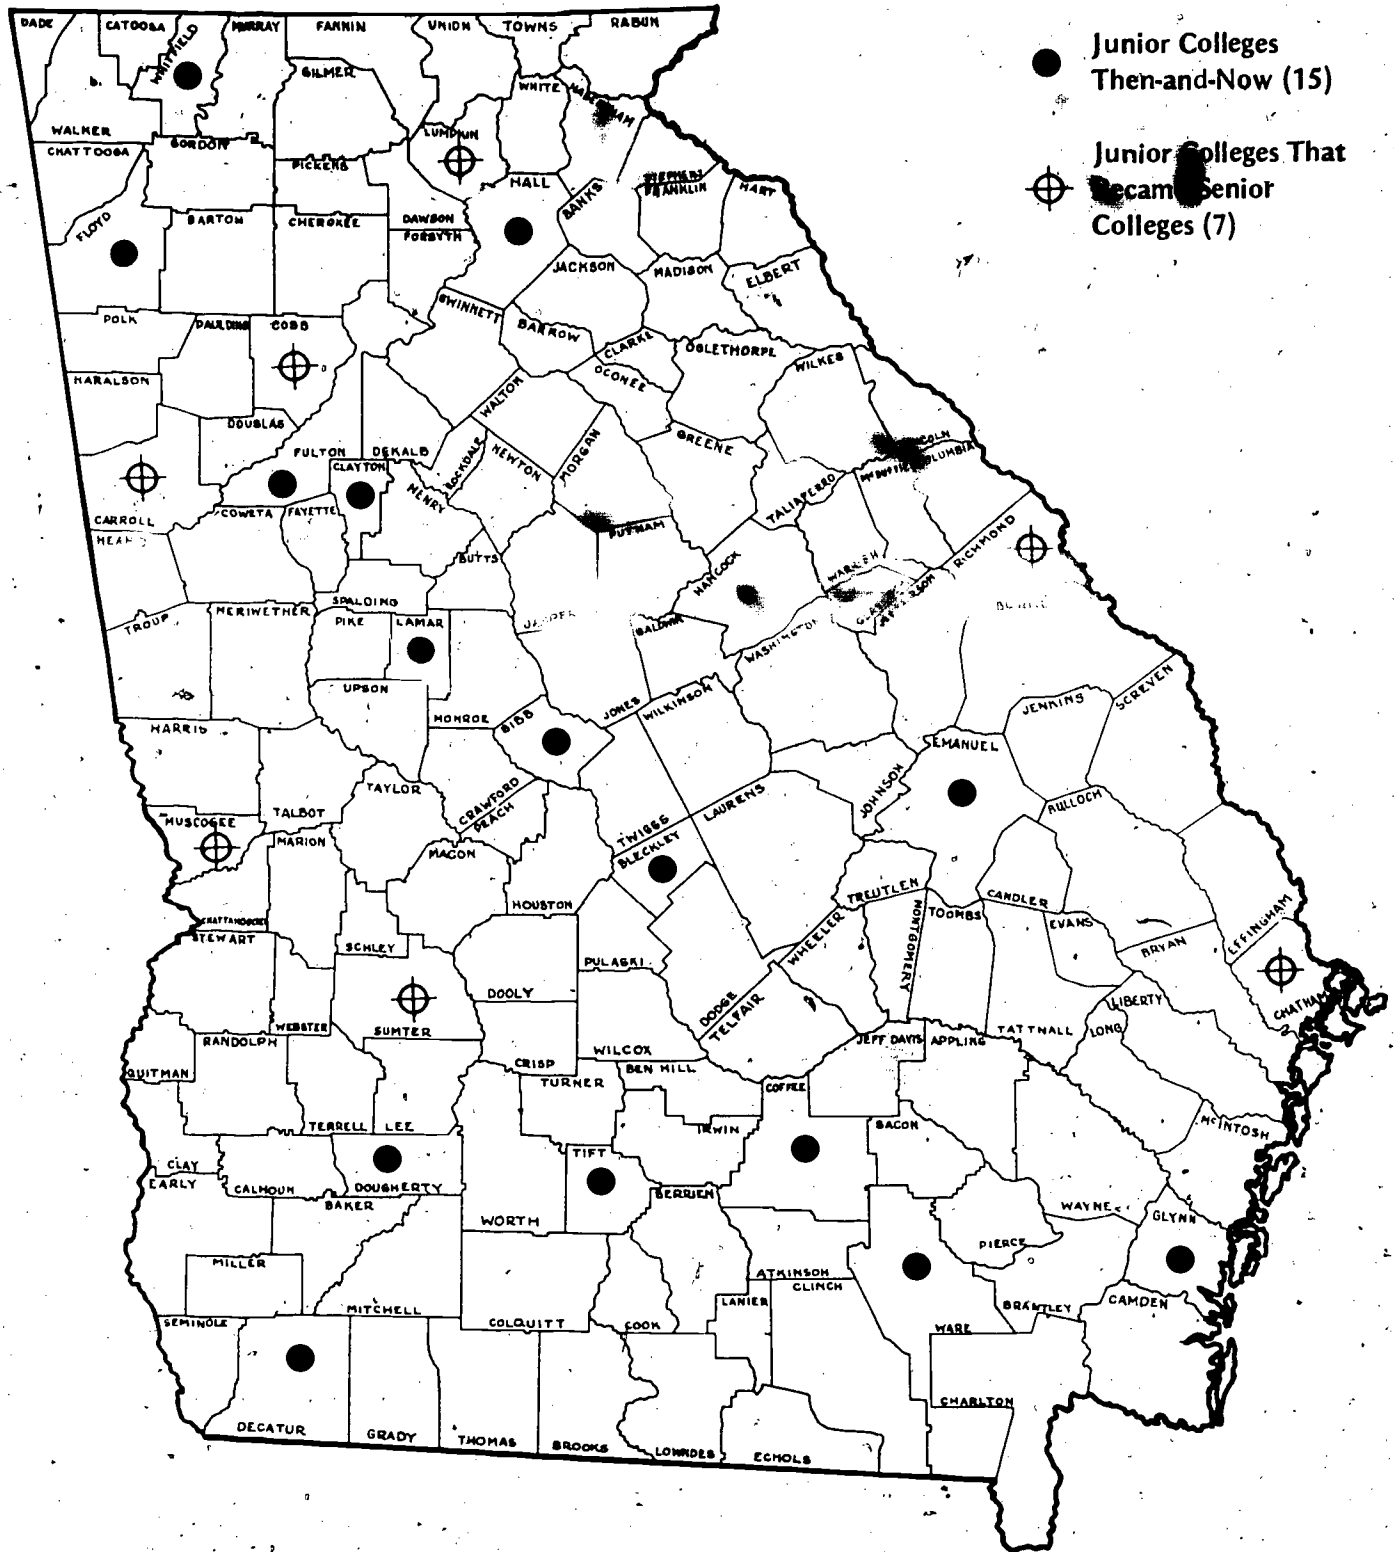 Junior Colleges
Then-and-Now (15)
Junior Colleges That
Became Senior
Colleges (7)
DADE
CATOOSA
WHITFIELD
MURRAY
FANNIN
UNION
TOWNS
RABUN
GILMER
WHITE
WALKER
LUMPKIN
CHATTOOGA
GORDON
PICKENS
HALL
BANKS
STEPHENS
FRANKLIN
HART
FLOYD
BARTON
CHEROKEE
DAWSON
FORSYTH
JACKSON
MADISON
ELBERT
GWINNETT
POLK
PAULDING
COBB
BARROW
CLARKE
OGLETHORPE
WILKES
OCONEE
HARALSON
WALTON
DOUGLAS
FULTON
DEKALB
CLAYTON
ROCKDALE
NEWTON
MORGAN
GREENE
HENRY
TALIAFERRO
CARROLL
COWETA
FAYETTE
PUTNAM
RICHMOND
BUTTS
HANCOCK
SPALDING
TROUP
MERIWETHER
PIKE
LAMAR
BALDWIN
WASHINGTON
UPSON
MONROE
BIBB
JONES
WILKINSON
JENKINS
SCREVEN
HARRIS
EMANUEL
TALBOT
TAYLOR
CRAWFORD
PEACH
TWIGGS
BLECKLEY
LAURENS
JOHNSON
BULLOCH
MUSCOGEE
MARION
MACON
HOUSTON
TREUTLEN
CANDLER
STEWART
SCHLEY
PULASKI
WHEELER
MONTGOMERY
TOOMBS
EVANS
BRYAN
EFFINGHAM
DOOLY
DODGE
TELFAIR
LIBERTY
LONG
CHATHAM
WEBSTER
SUMTER
TATTNALL
RANDOLPH
CRISP
WILCOX
JEFF DAVIS
APPLING
QUITMAN
TURNER
BEN HILL
COFFEE
TERRELL
LEE
IRWIN
BACON
McINTOSH
CLAY
EARLY
CALHOUN
DOUGHERTY
BAKER
TIFT
BERRIEN
WORTH
WAYNE
GLYNN
PIERCE
MILLER
ATKINSON
CLINCH
LANIER
BRANTLEY
CAMDEN
SEMINOLE
MITCHELL
COLQUITT
COOK
WARE
CHARLTON
DECATUR
GRADY
THOMAS
BROOKS
LOWNDES
ECHOLS